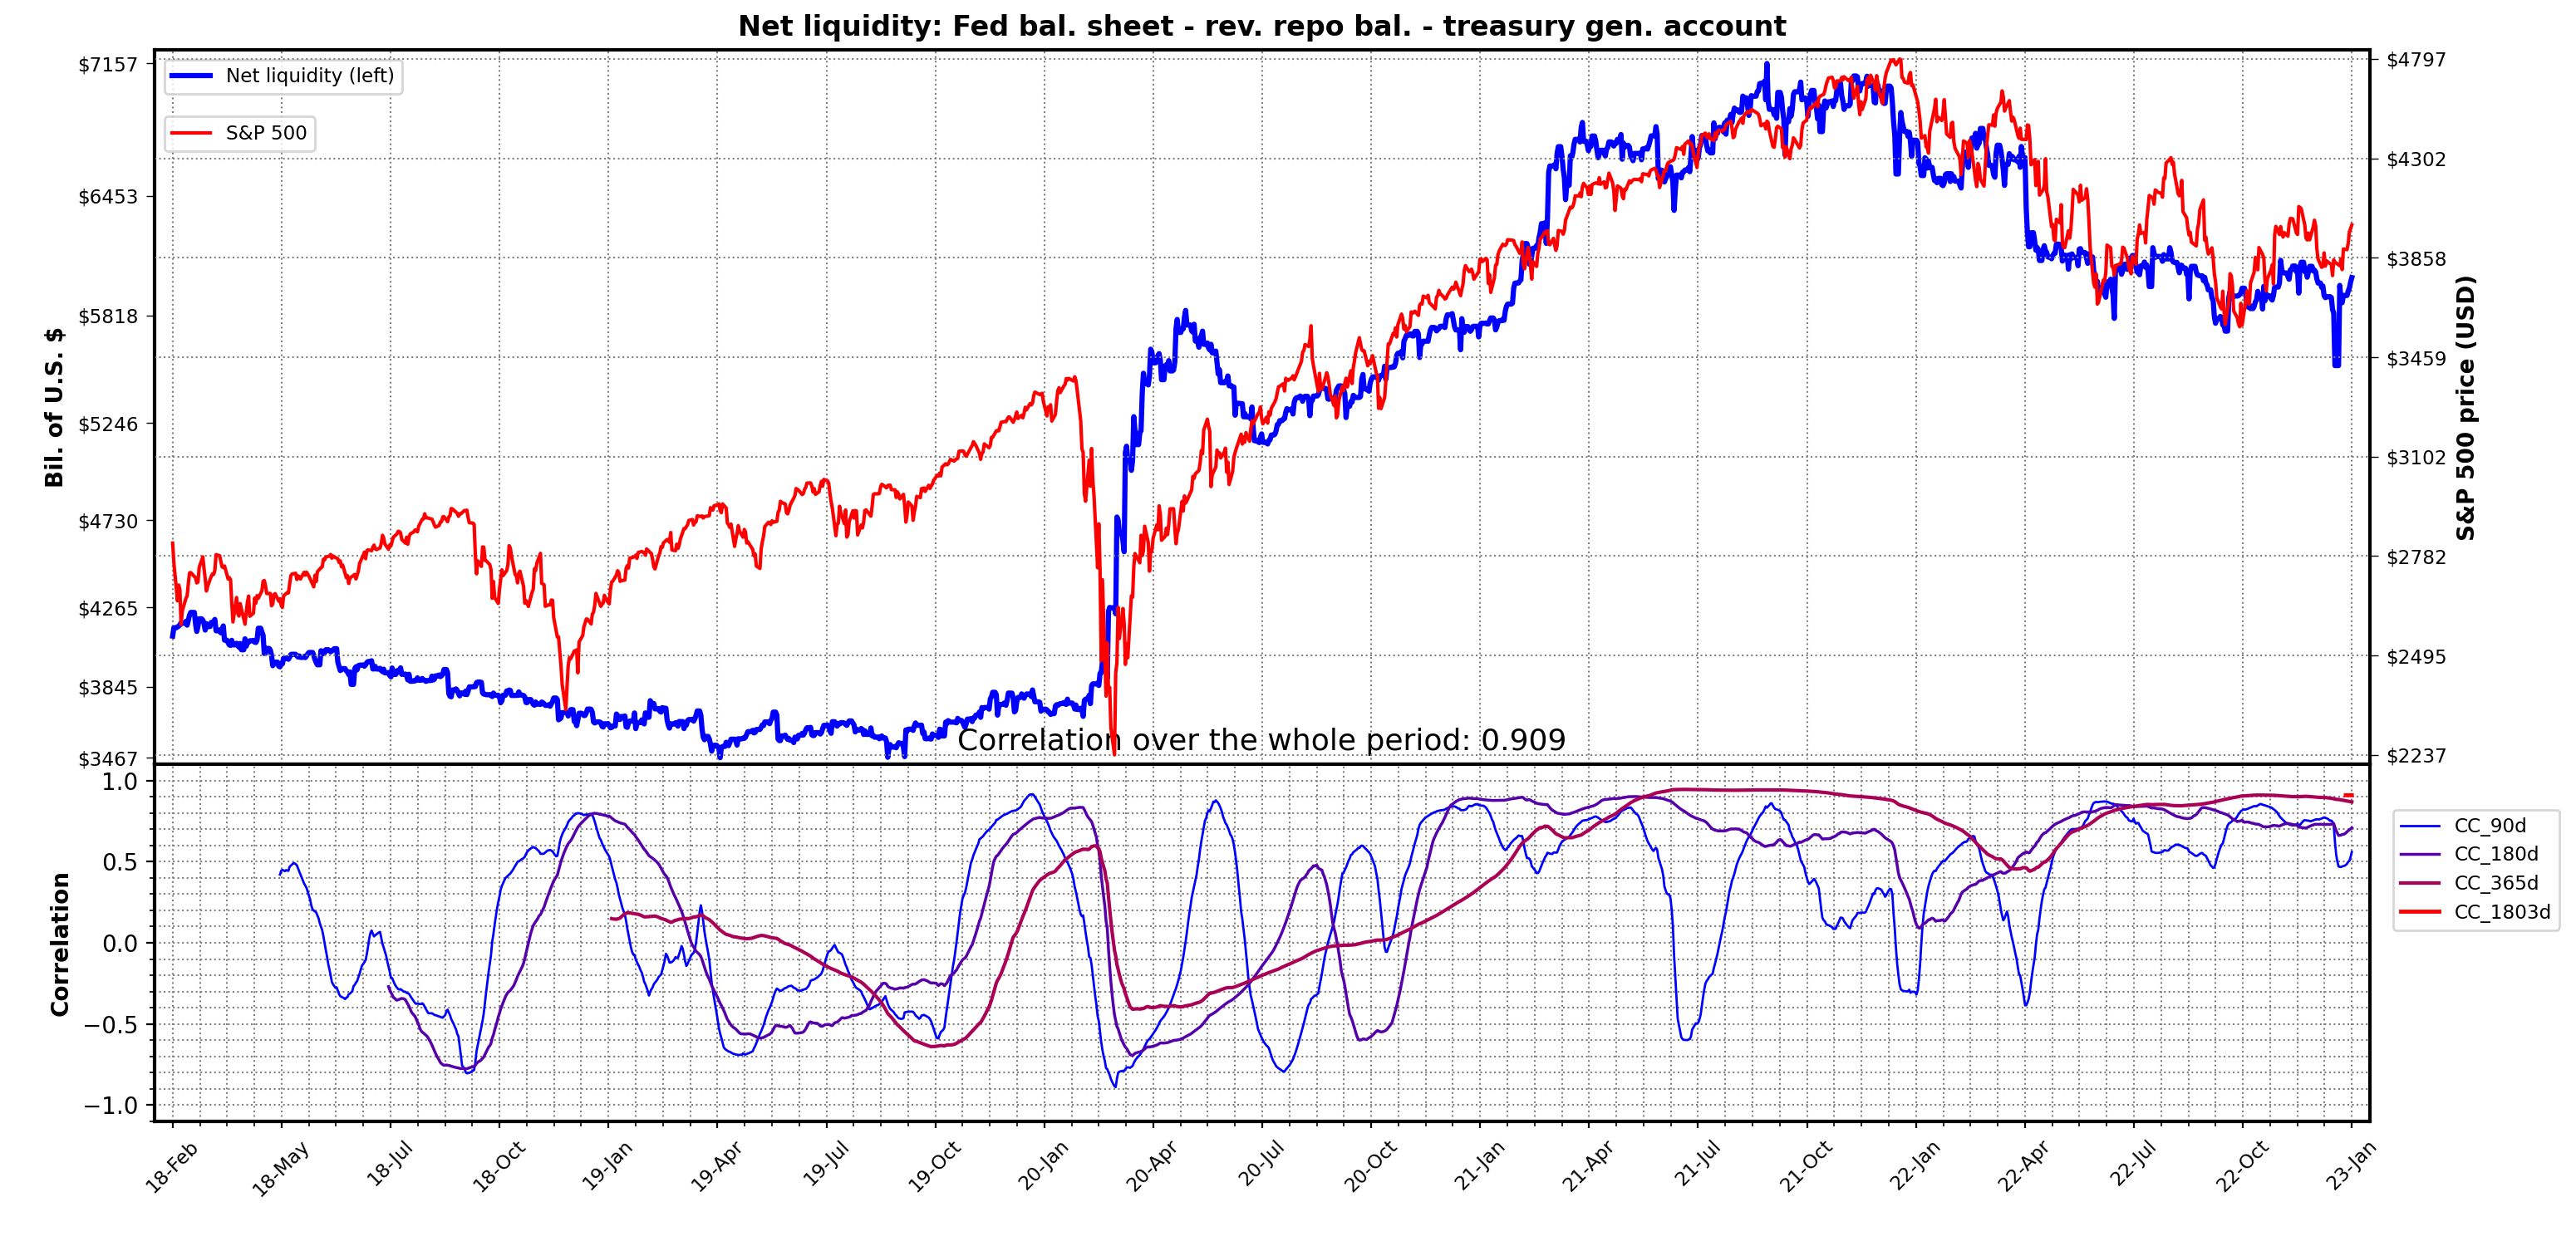 Net liquidity: Fed bal. sheet - rev. repo bal. - treasury gen. account
Net liquidity (left)
S&P 500
Bil. of U.S. $
$7157
$6453
$5818
$5246
$4730
$4265
$3845
$3467
S&P 500 price (USD)
$4797
$4302
$3858
$3459
$3102
$2782
$2495
$2237
Correlation over the whole period: 0.909
Correlation
1.0
0.5
0.0
−0.5
−1.0
CC_90d
CC_180d
CC_365d
CC_1803d
18-Feb
18-May
18-Jul
18-Oct
19-Jan
19-Apr
19-Jul
19-Oct
20-Jan
20-Apr
20-Jul
20-Oct
21-Jan
21-Apr
21-Jul
21-Oct
22-Jan
22-Apr
22-Jul
22-Oct
23-Jan